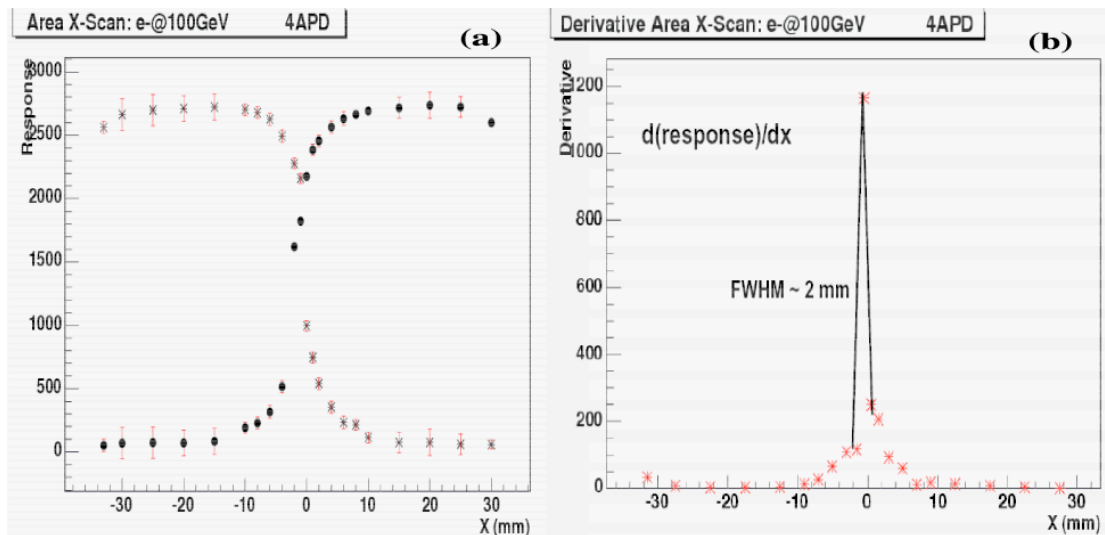 Area X-Scan: e-@100GeV 4APD
(a)
Response
3000
2500
2000
1500
1000
500
0
-30 -20 -10 0 10 20 30
X (mm)
Derivative Area X-Scan: e-@100GeV 4APD
(b)
Derivative
1200
1000
800
600
400
200
0
d(response)/dx
FWHM ~ 2 mm
-30 -20 -10 0 10 20 30
X (mm)